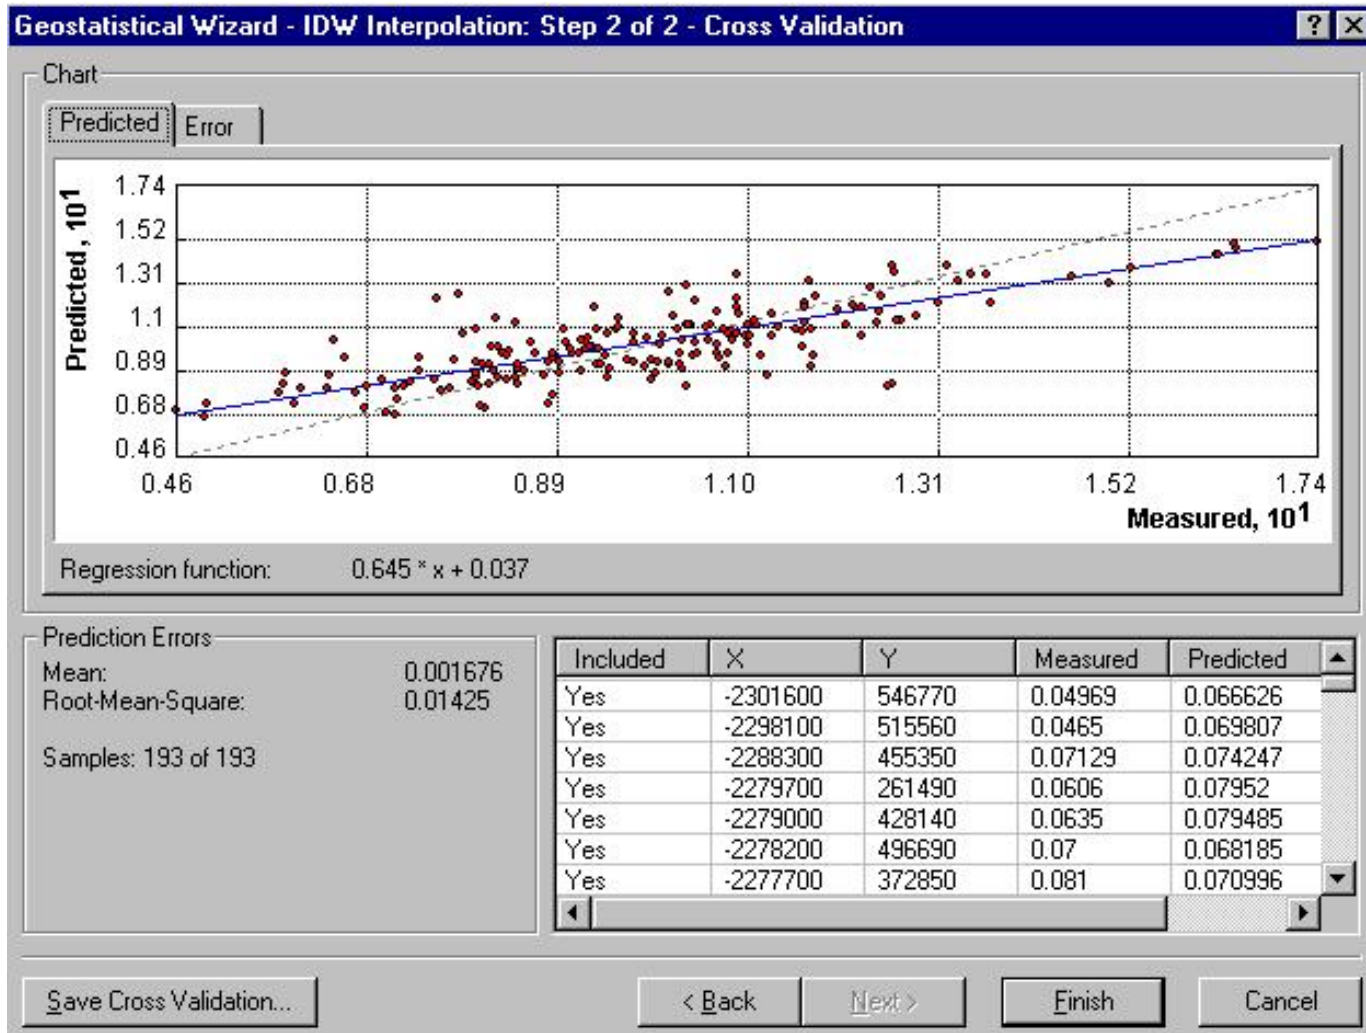 Geostatistical Wizard - IDW Interpolation: Step 2 of 2 - Cross Validation
Chart
Predicted Error
Predicted, 10¹
1.74
1.52
1.31
1.1
0.89
0.68
0.46
0.46 0.68 0.89 1.10 1.31 1.52 1.74
Measured, 10¹
Regression function: 0.645 * x + 0.037
Prediction Errors
Mean: 0.001676
Root-Mean-Square: 0.01425
Samples: 193 of 193
Included X Y Measured Predicted
Yes -2301600 546770 0.04969 0.066626
Yes -2298100 515560 0.0465 0.069807
Yes -2288300 455350 0.07129 0.074247
Yes -2279700 261490 0.0606 0.07952
Yes -2279000 428140 0.0635 0.079485
Yes -2278200 496690 0.07 0.068185
Yes -2277700 372850 0.081 0.070996
Save Cross Validation... < Back Next > Finish Cancel